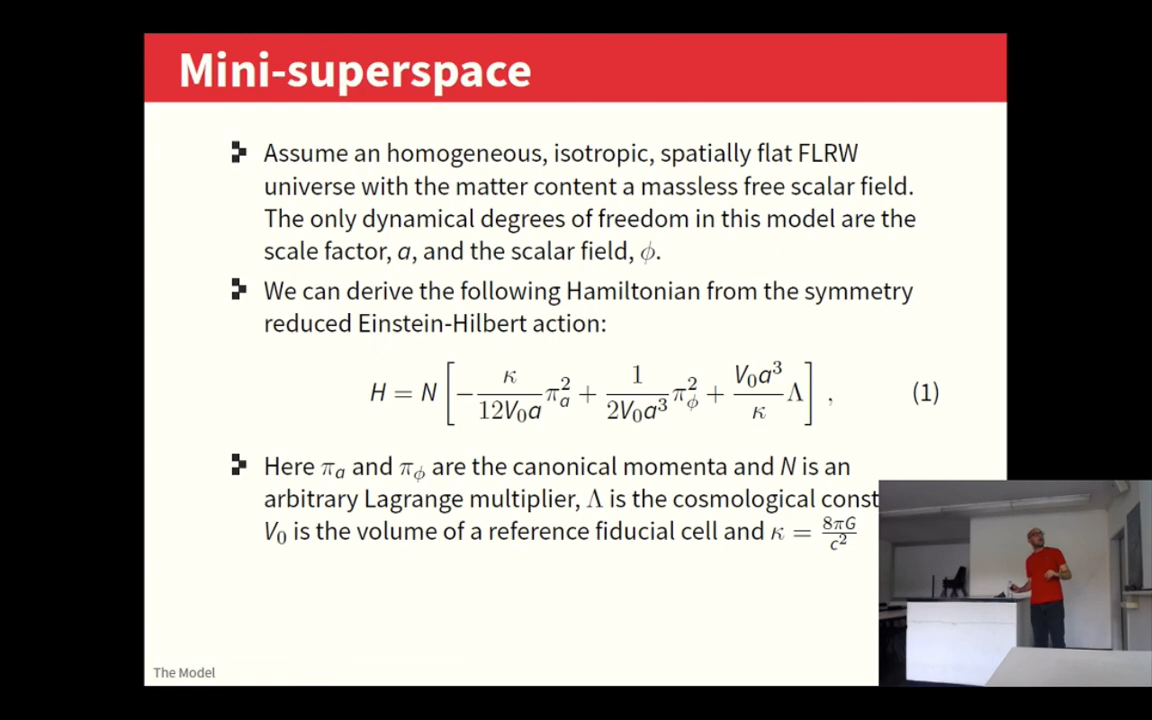 Mini-superspace
Assume an homogeneous, isotropic, spatially flat FLRW
universe with the matter content a massless free scalar field.
The only dynamical degrees of freedom in this model are the
scale factor, a, and the scalar field, ϕ.
We can derive the following Hamiltonian from the symmetry
reduced Einstein-Hilbert action:
H = N [ − κ/(12V₀a) π_a² + 1/(2V₀a³) π_ϕ² + (V₀a³/κ) Λ ] , (1)
Here π_a and π_ϕ are the canonical momenta and N is an
arbitrary Lagrange multiplier, Λ is the cosmological const
V₀ is the volume of a reference fiducial cell and κ = 8πG/c²
The Model